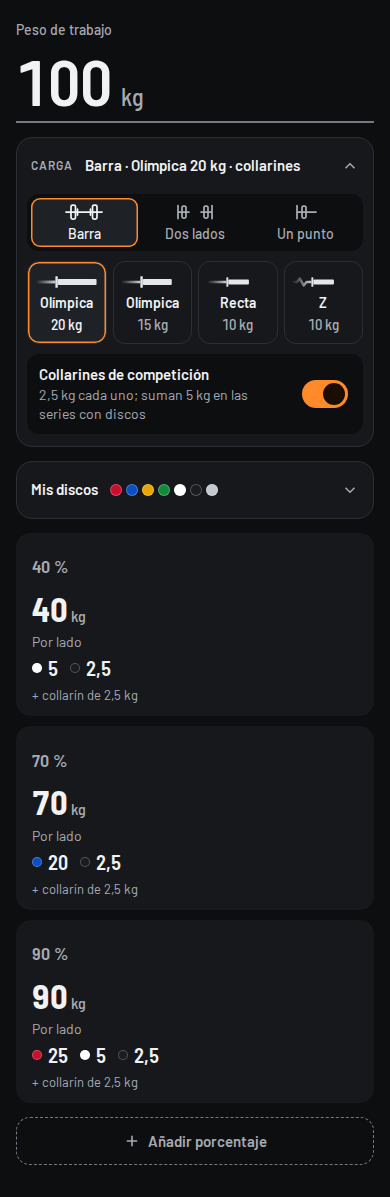 Peso de trabajo
100 kg
CARGA Barra · Olímpica 20 kg · collarines
Barra Dos lados Un punto
Olímpica Olímpica Recta Z
20 kg 15 kg 10 kg 10 kg
Collarines de competición
2,5 kg cada uno; suman 5 kg en las
series con discos
Mis discos
40 %
40 kg
Por lado
5 2,5
+ collarín de 2,5 kg
70 %
70 kg
Por lado
20 2,5
+ collarín de 2,5 kg
90 %
90 kg
Por lado
25 5 2,5
+ collarín de 2,5 kg
+ Añadir porcentaje